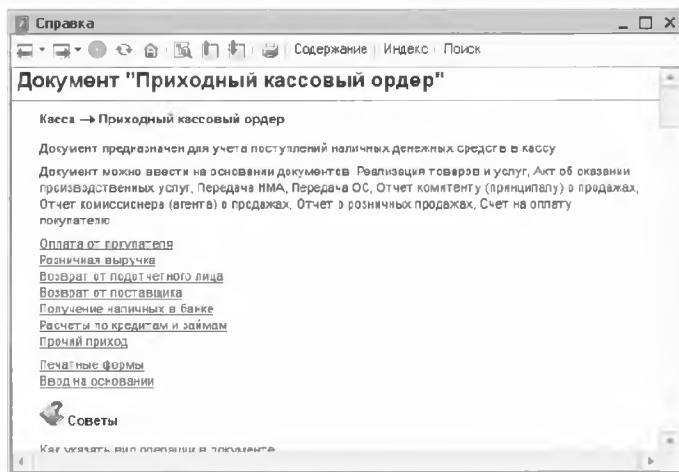 Справка
Содержание Индекс Поиск
Документ "Приходный кассовый ордер"
Касса → Приходный кассовый ордер
Документ предназначен для учета поступлений наличных денежных средств в кассу
Документ можно ввести на основании документов Реализация товаров и услуг, Акт об оказании
производственных услуг, Передача НМА, Передача ОС, Отчет комитенту (принципалу) о продажах,
Отчет комиссионера (агента) о продажах, Отчет о розничных продажах, Счет на оплату
покупателю
Оплата от покупателя
Розничная выручка
Возврат от подотчетного лица
Возврат от поставщика
Получение наличных в банке
Расчеты по кредитам и займам
Прочий приход
Печатные формы
Ввод на основании
Советы
Как указать вид операции в документе